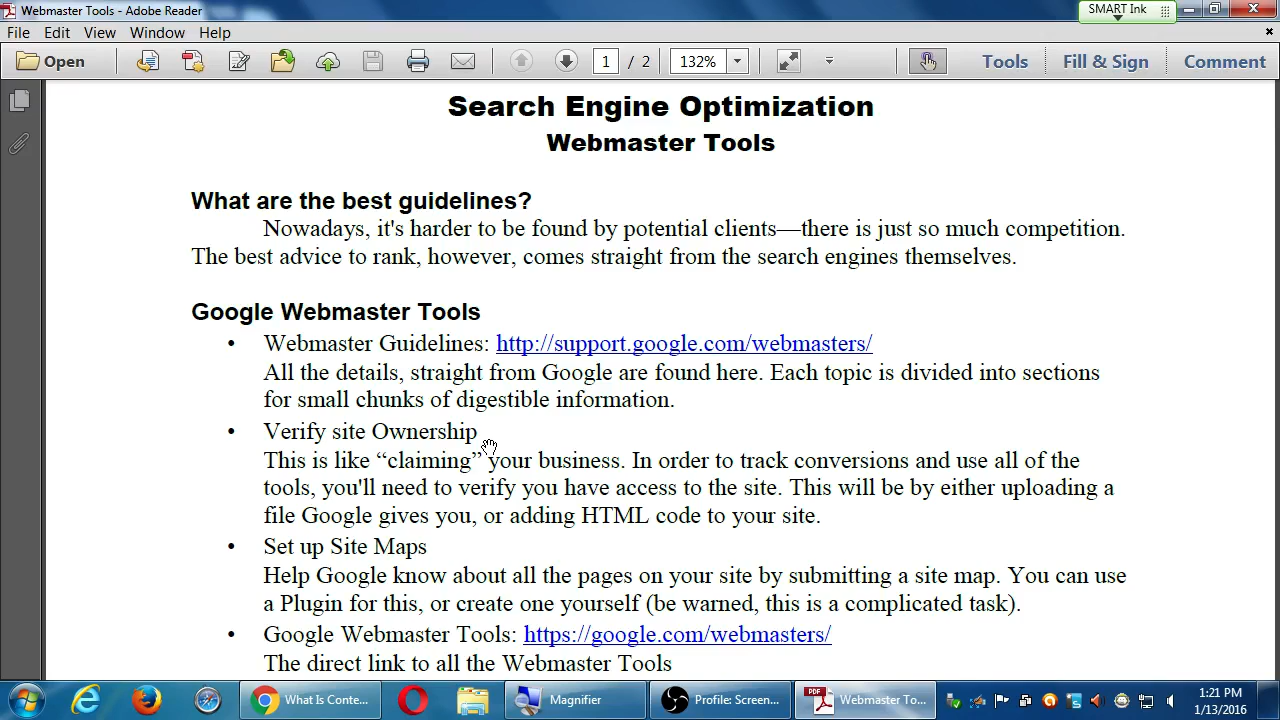 Webmaster Tools - Adobe Reader
SMART Ink
File Edit View Window Help
Open
1 / 2
132%
Tools
Fill & Sign
Comment
Search Engine Optimization
Webmaster Tools
What are the best guidelines?
Nowadays, it's harder to be found by potential clients—there is just so much competition.
The best advice to rank, however, comes straight from the search engines themselves.
Google Webmaster Tools
• Webmaster Guidelines: http://support.google.com/webmasters/
All the details, straight from Google are found here. Each topic is divided into sections
for small chunks of digestible information.
• Verify site Ownership
This is like “claiming” your business. In order to track conversions and use all of the
tools, you'll need to verify you have access to the site. This will be by either uploading a
file Google gives you, or adding HTML code to your site.
• Set up Site Maps
Help Google know about all the pages on your site by submitting a site map. You can use
a Plugin for this, or create one yourself (be warned, this is a complicated task).
• Google Webmaster Tools: https://google.com/webmasters/
The direct link to all the Webmaster Tools
What Is Conte...
Magnifier
Profile: Screen...
PDF
Webmaster To...
1:21 PM
1/13/2016